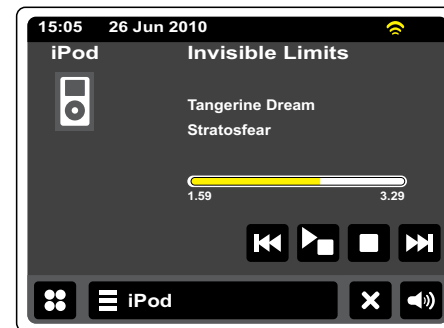 15:05 26 Jun 2010
iPod Invisible Limits
Tangerine Dream
Stratosfear
1.59 3.29
iPod